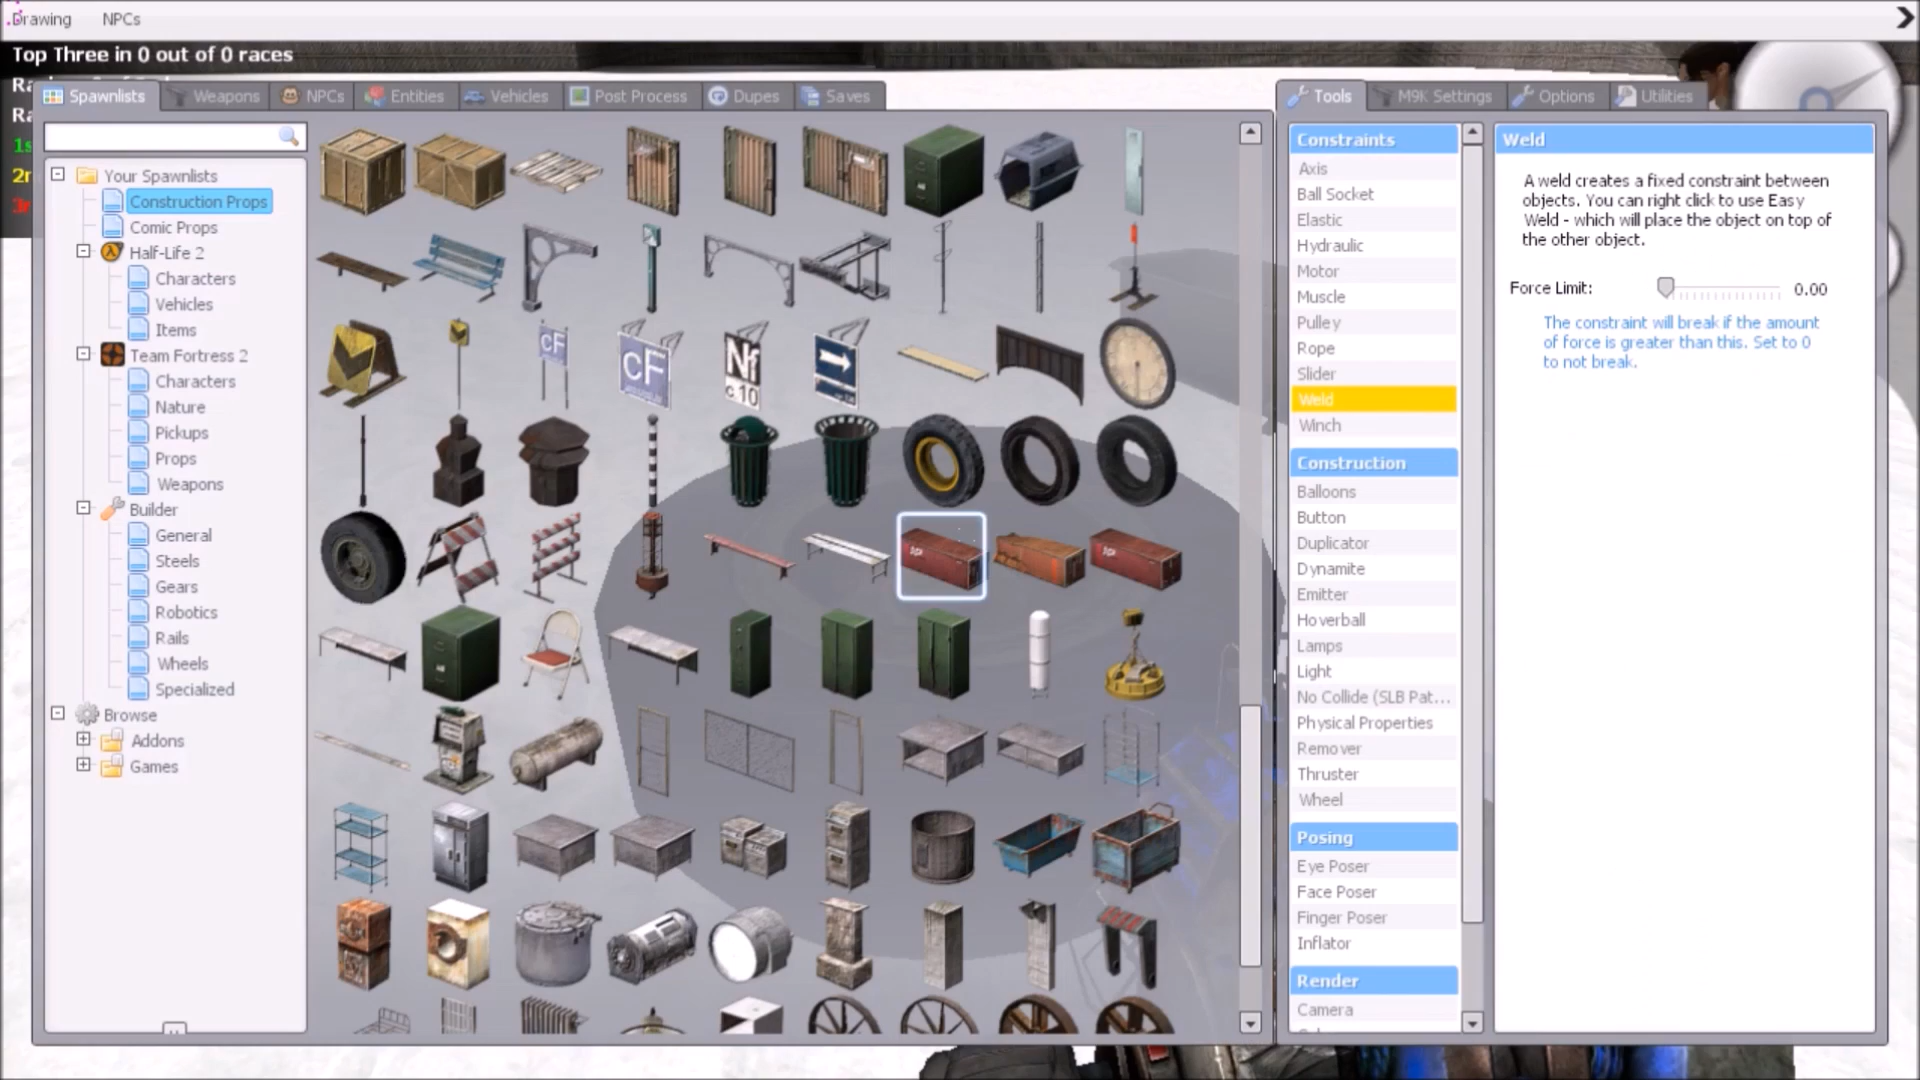 Drawing NPCs
Top Three in 0 out of 0 races
Spawnlists Weapons NPCs Entities Vehicles Post Process Dupes Saves
Your Spawnlists
Construction Props
Comic Props
Half-Life 2
Characters
Vehicles
Items
Team Fortress 2
Characters
Nature
Pickups
Props
Weapons
Builder
General
Steels
Gears
Robotics
Rails
Wheels
Specialized
Browse
Addons
Games
cF
cF
Nf
c.10
Tools M9K Settings Options Utilities
Constraints
Axis
Ball Socket
Elastic
Hydraulic
Motor
Muscle
Pulley
Rope
Slider
Weld
Winch
Construction
Balloons
Button
Duplicator
Dynamite
Emitter
Hoverball
Lamps
Light
No Collide (SLB Pat...
Physical Properties
Remover
Thruster
Wheel
Posing
Eye Poser
Face Poser
Finger Poser
Inflator
Render
Camera
Weld
A weld creates a fixed constraint between
objects. You can right click to use Easy
Weld - which will place the object on top of
the other object.
Force Limit: 0.00
The constraint will break if the amount
of force is greater than this. Set to 0
to not break.